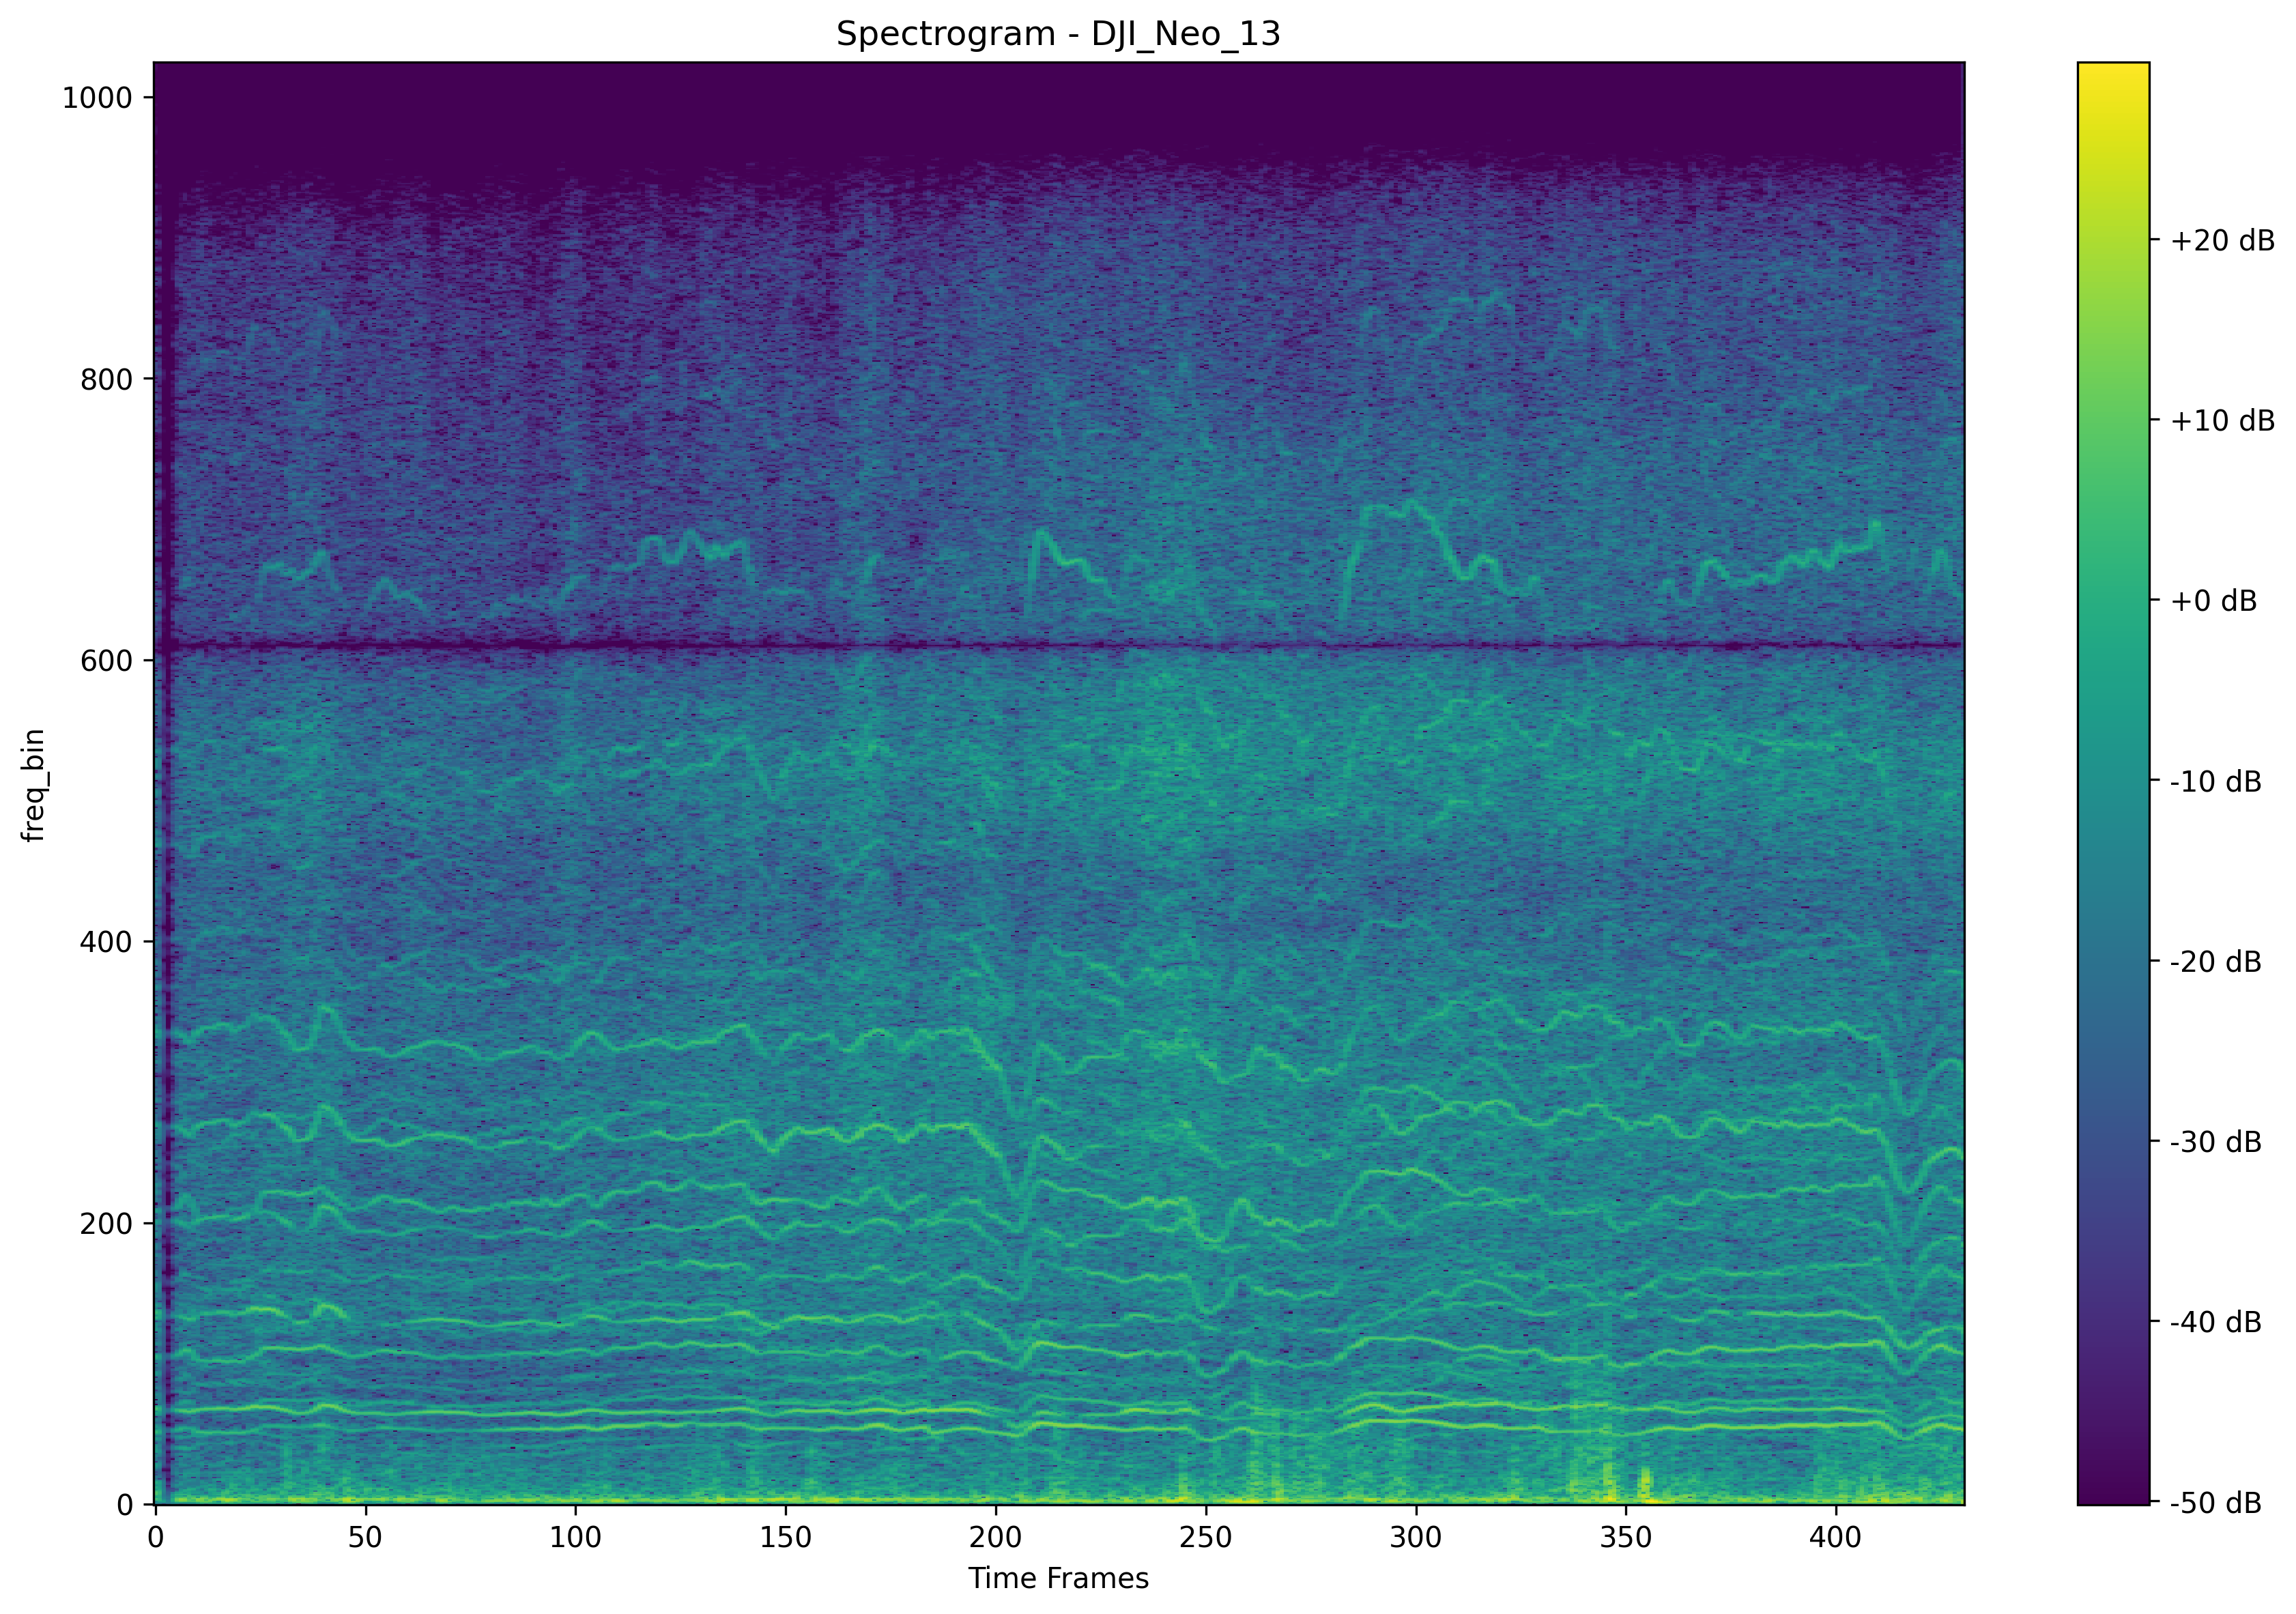 Spectrogram - DJI_Neo_13
1000
800
600
400
200
0
freq_bin
0 50 100 150 200 250 300 350 400
Time Frames
+20 dB
+10 dB
+0 dB
-10 dB
-20 dB
-30 dB
-40 dB
-50 dB